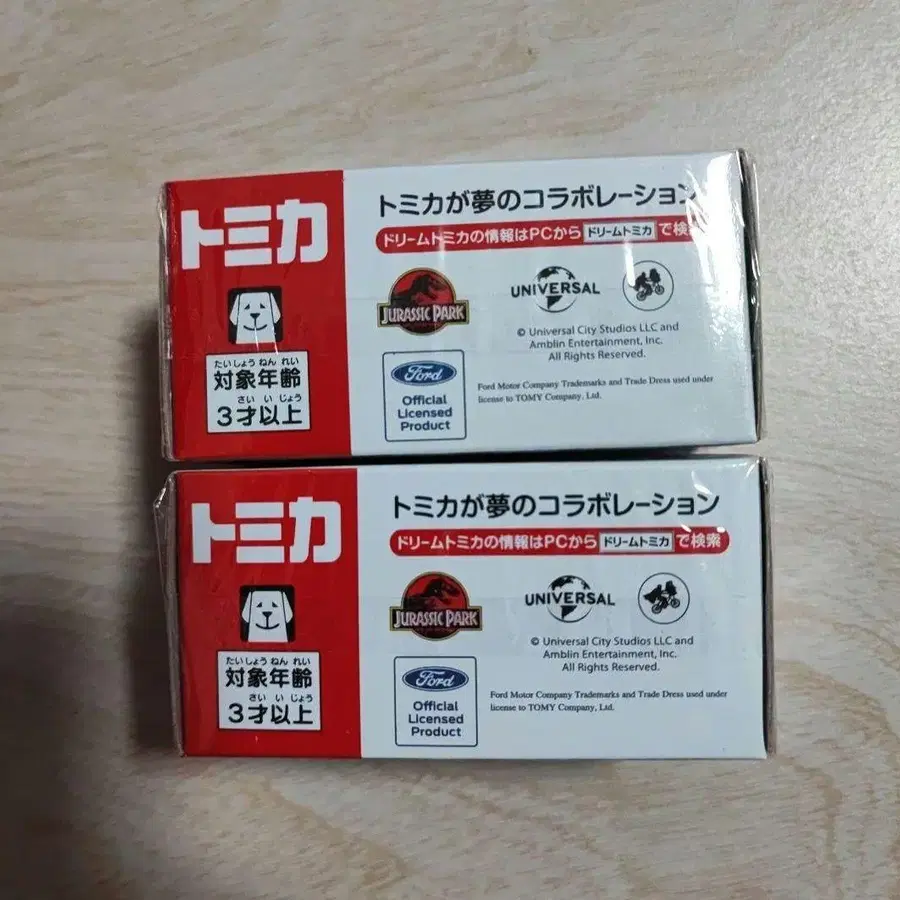 トミカ
たいしょう ねん れい
対象年齢
さい い じょう
3才以上
トミカが夢のコラボレーション
ドリームトミカの情報はPCから ドリームトミカ で検索
JURASSIC PARK
UNIVERSAL
© Universal City Studios LLC and
Amblin Entertainment, Inc.
All Rights Reserved.
Ford
Official
Licensed
Product
Ford Motor Company Trademarks and Trade Dress used under
license to TOMY Company, Ltd.
トミカ
たいしょう ねん れい
対象年齢
さい い じょう
3才以上
トミカが夢のコラボレーション
ドリームトミカの情報はPCから ドリームトミカ で検索
JURASSIC PARK
UNIVERSAL
© Universal City Studios LLC and
Amblin Entertainment, Inc.
All Rights Reserved.
Ford
Official
Licensed
Product
Ford Motor Company Trademarks and Trade Dress used under
license to TOMY Company, Ltd.